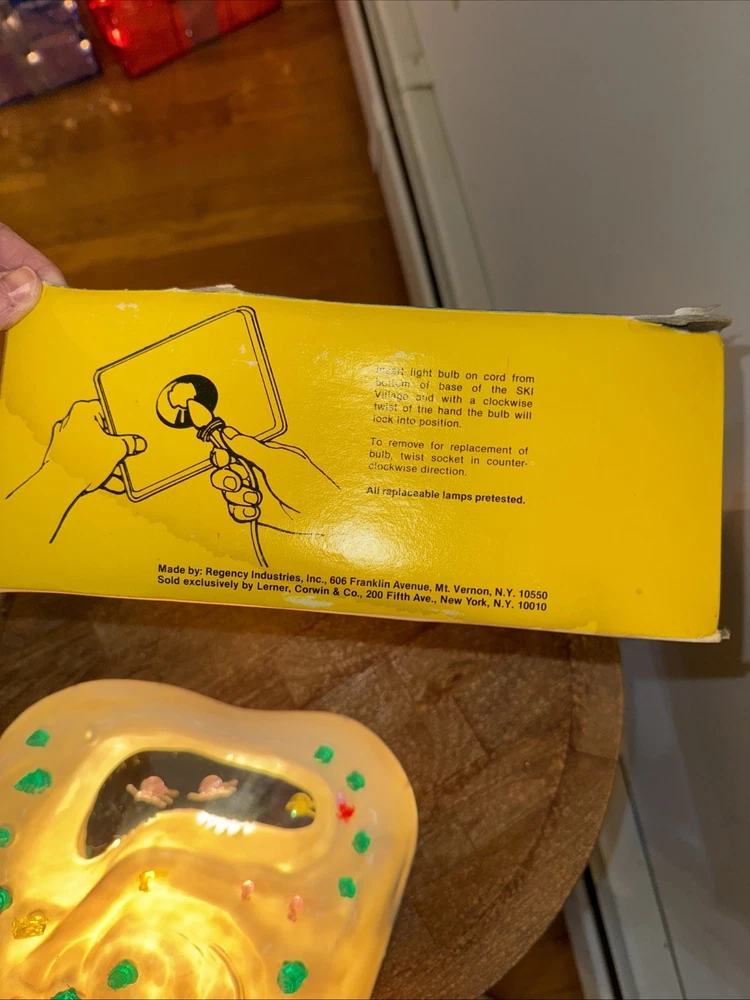 Insert light bulb on cord from
bottom of base of the SKI
Village and with a clockwise
twist of the hand the bulb will
lock into position.
To remove for replacement of
bulb, twist socket in counter-
clockwise direction.
All replaceable lamps pretested.
Made by: Regency Industries, Inc., 606 Franklin Avenue, Mt. Vernon, N.Y. 10550
Sold exclusively by Lerner, Corwin & Co., 200 Fifth Ave., New York, N.Y. 10010